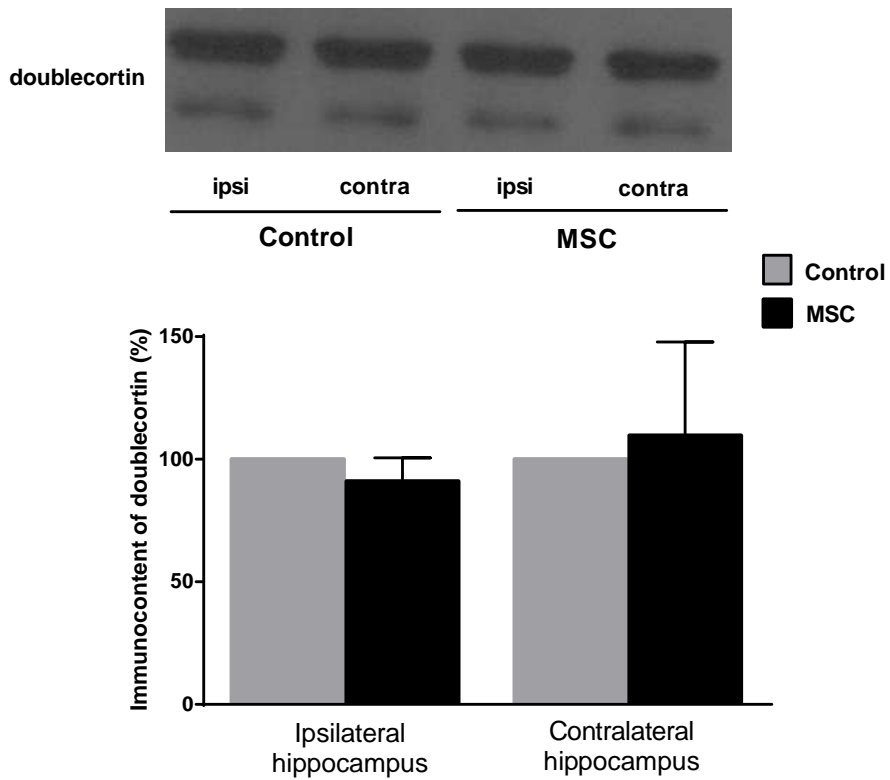 doublecortin
ipsi contra ipsi contra
Control MSC
Control
MSC
Immunocontent of doublecortin (%)
150
100
50
0
Ipsilateral
hippocampus
Contralateral
hippocampus